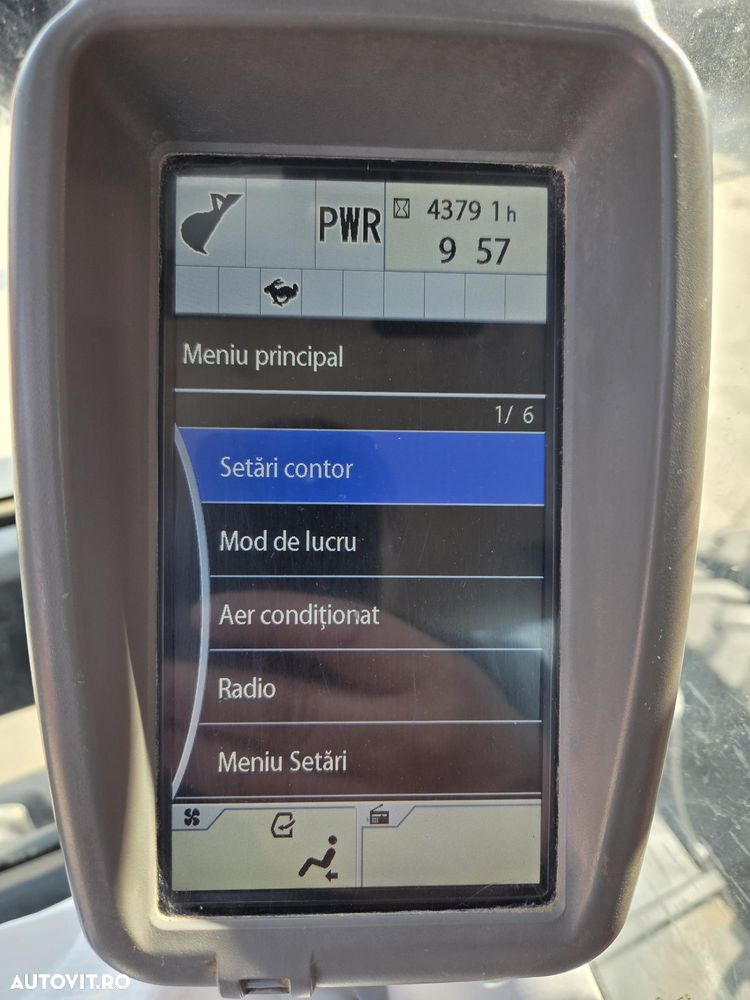 PWR
4379 1 h
9 57
Meniu principal
1/ 6
Setări contor
Mod de lucru
Aer condiționat
Radio
Meniu Setări
AUTOVIT.RO